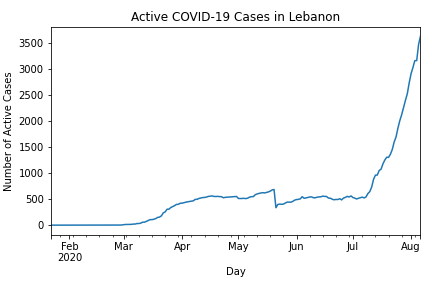 Active COVID-19 Cases in Lebanon
Number of Active Cases
3500
3000
2500
2000
1500
1000
500
0
Feb Mar Apr May Jun Jul Aug
2020
Day